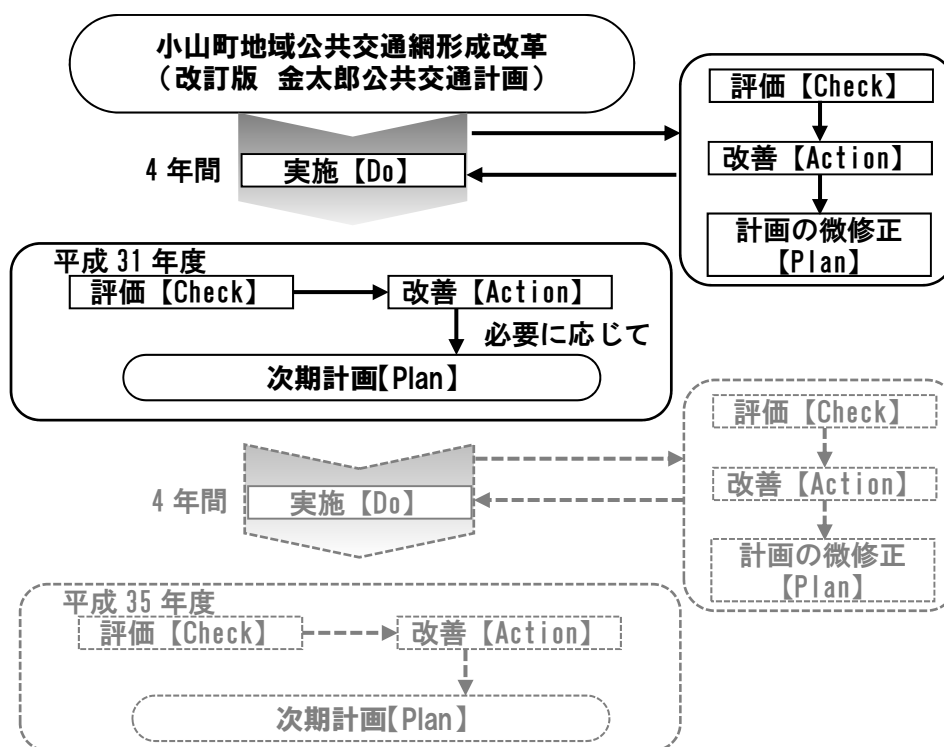 小山町地域公共交通網形成改革
(改訂版 金太郎公共交通計画)
4 年間
実施【Do】
評価【Check】
改善【Action】
計画の微修正
【Plan】
平成 31 年度
評価【Check】
改善【Action】
必要に応じて
次期計画【Plan】
4 年間
実施【Do】
評価【Check】
改善【Action】
計画の微修正
【Plan】
平成 35 年度
評価【Check】
改善【Action】
次期計画【Plan】